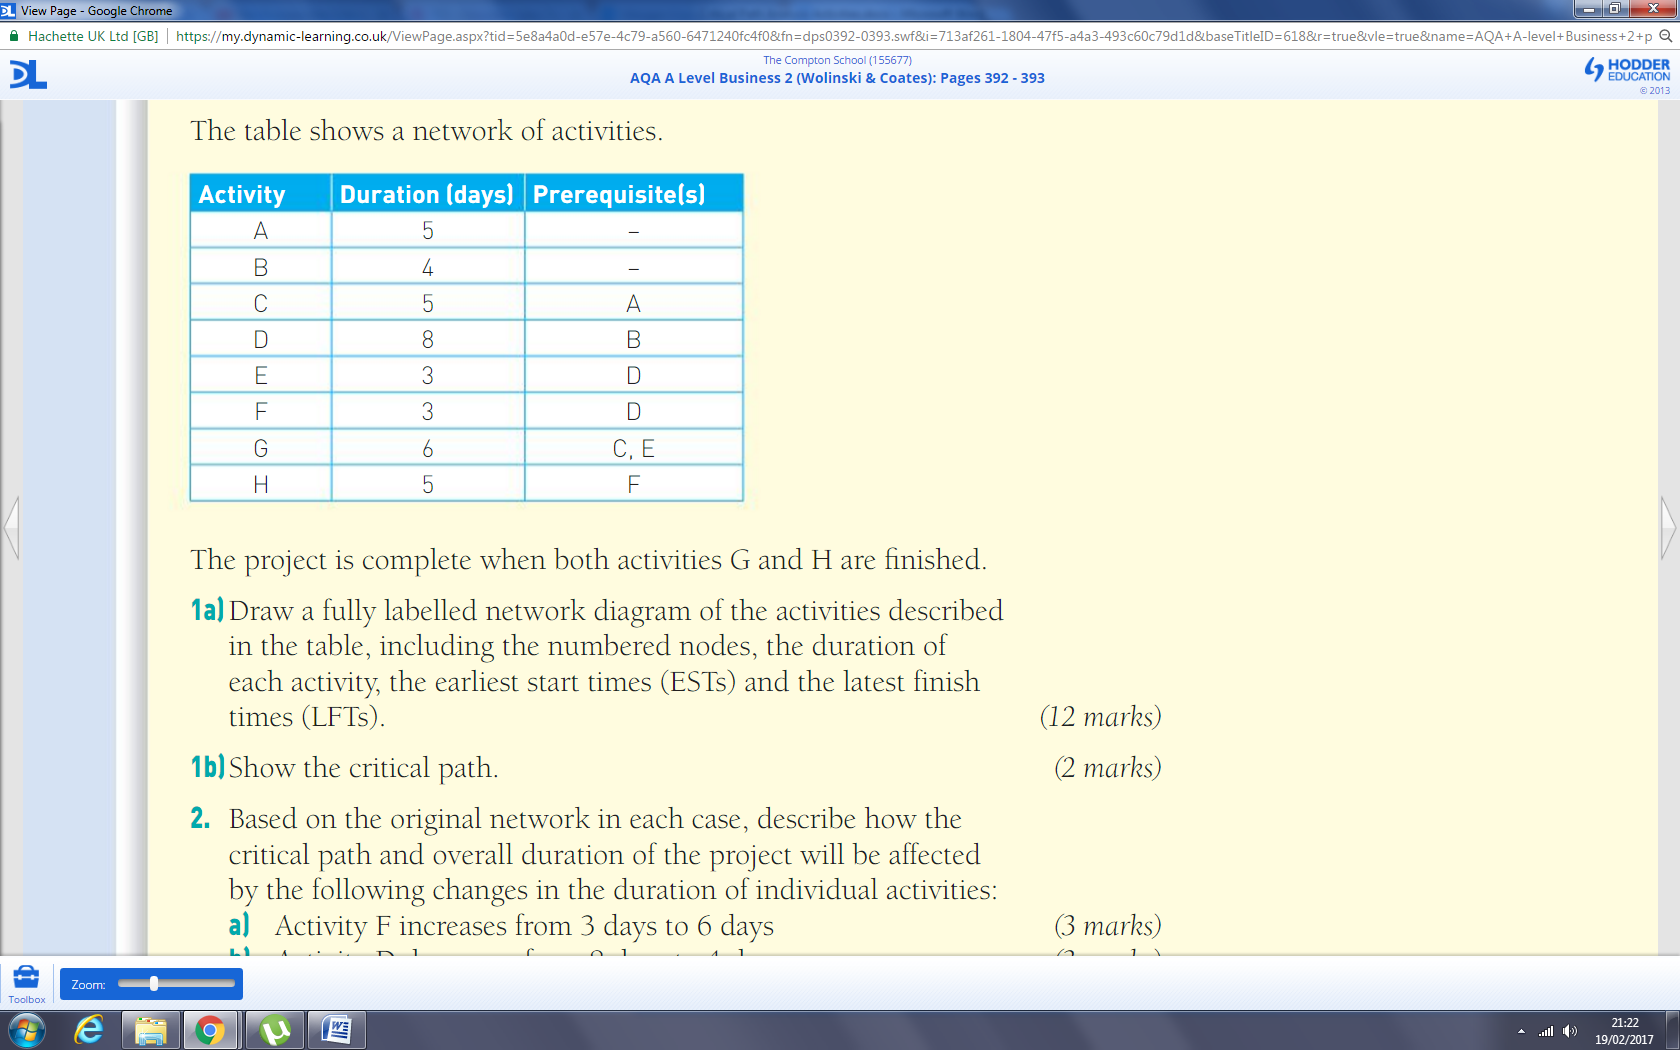 View Page - Google Chrome
Hachette UK Ltd [GB] https://my.dynamic-learning.co.uk/ViewPage.aspx?tid=5e8a4a0d-e57e-4c79-a560-6471240fc4f0&fn=dps0392-0393.swf&i=713af261-1804-47f5-a4a3-493c60c79d1d&baseTitleID=618&r=true&vle=true&name=AQA+A-level+Business+2+p
DL
The Compton School (155677)
AQA A Level Business 2 (Wolinski & Coates): Pages 392 - 393
HODDER
EDUCATION
© 2013
The table shows a network of activities.
Activity Duration (days) Prerequisite(s)
A 5 –
B 4 –
C 5 A
D 8 B
E 3 D
F 3 D
G 6 C, E
H 5 F
The project is complete when both activities G and H are finished.
1a) Draw a fully labelled network diagram of the activities described
in the table, including the numbered nodes, the duration of
each activity, the earliest start times (ESTs) and the latest finish
times (LFTs). (12 marks)
1b) Show the critical path. (2 marks)
2. Based on the original network in each case, describe how the
critical path and overall duration of the project will be affected
by the following changes in the duration of individual activities:
a) Activity F increases from 3 days to 6 days (3 marks)
Toolbox
Zoom:
21:22
19/02/2017